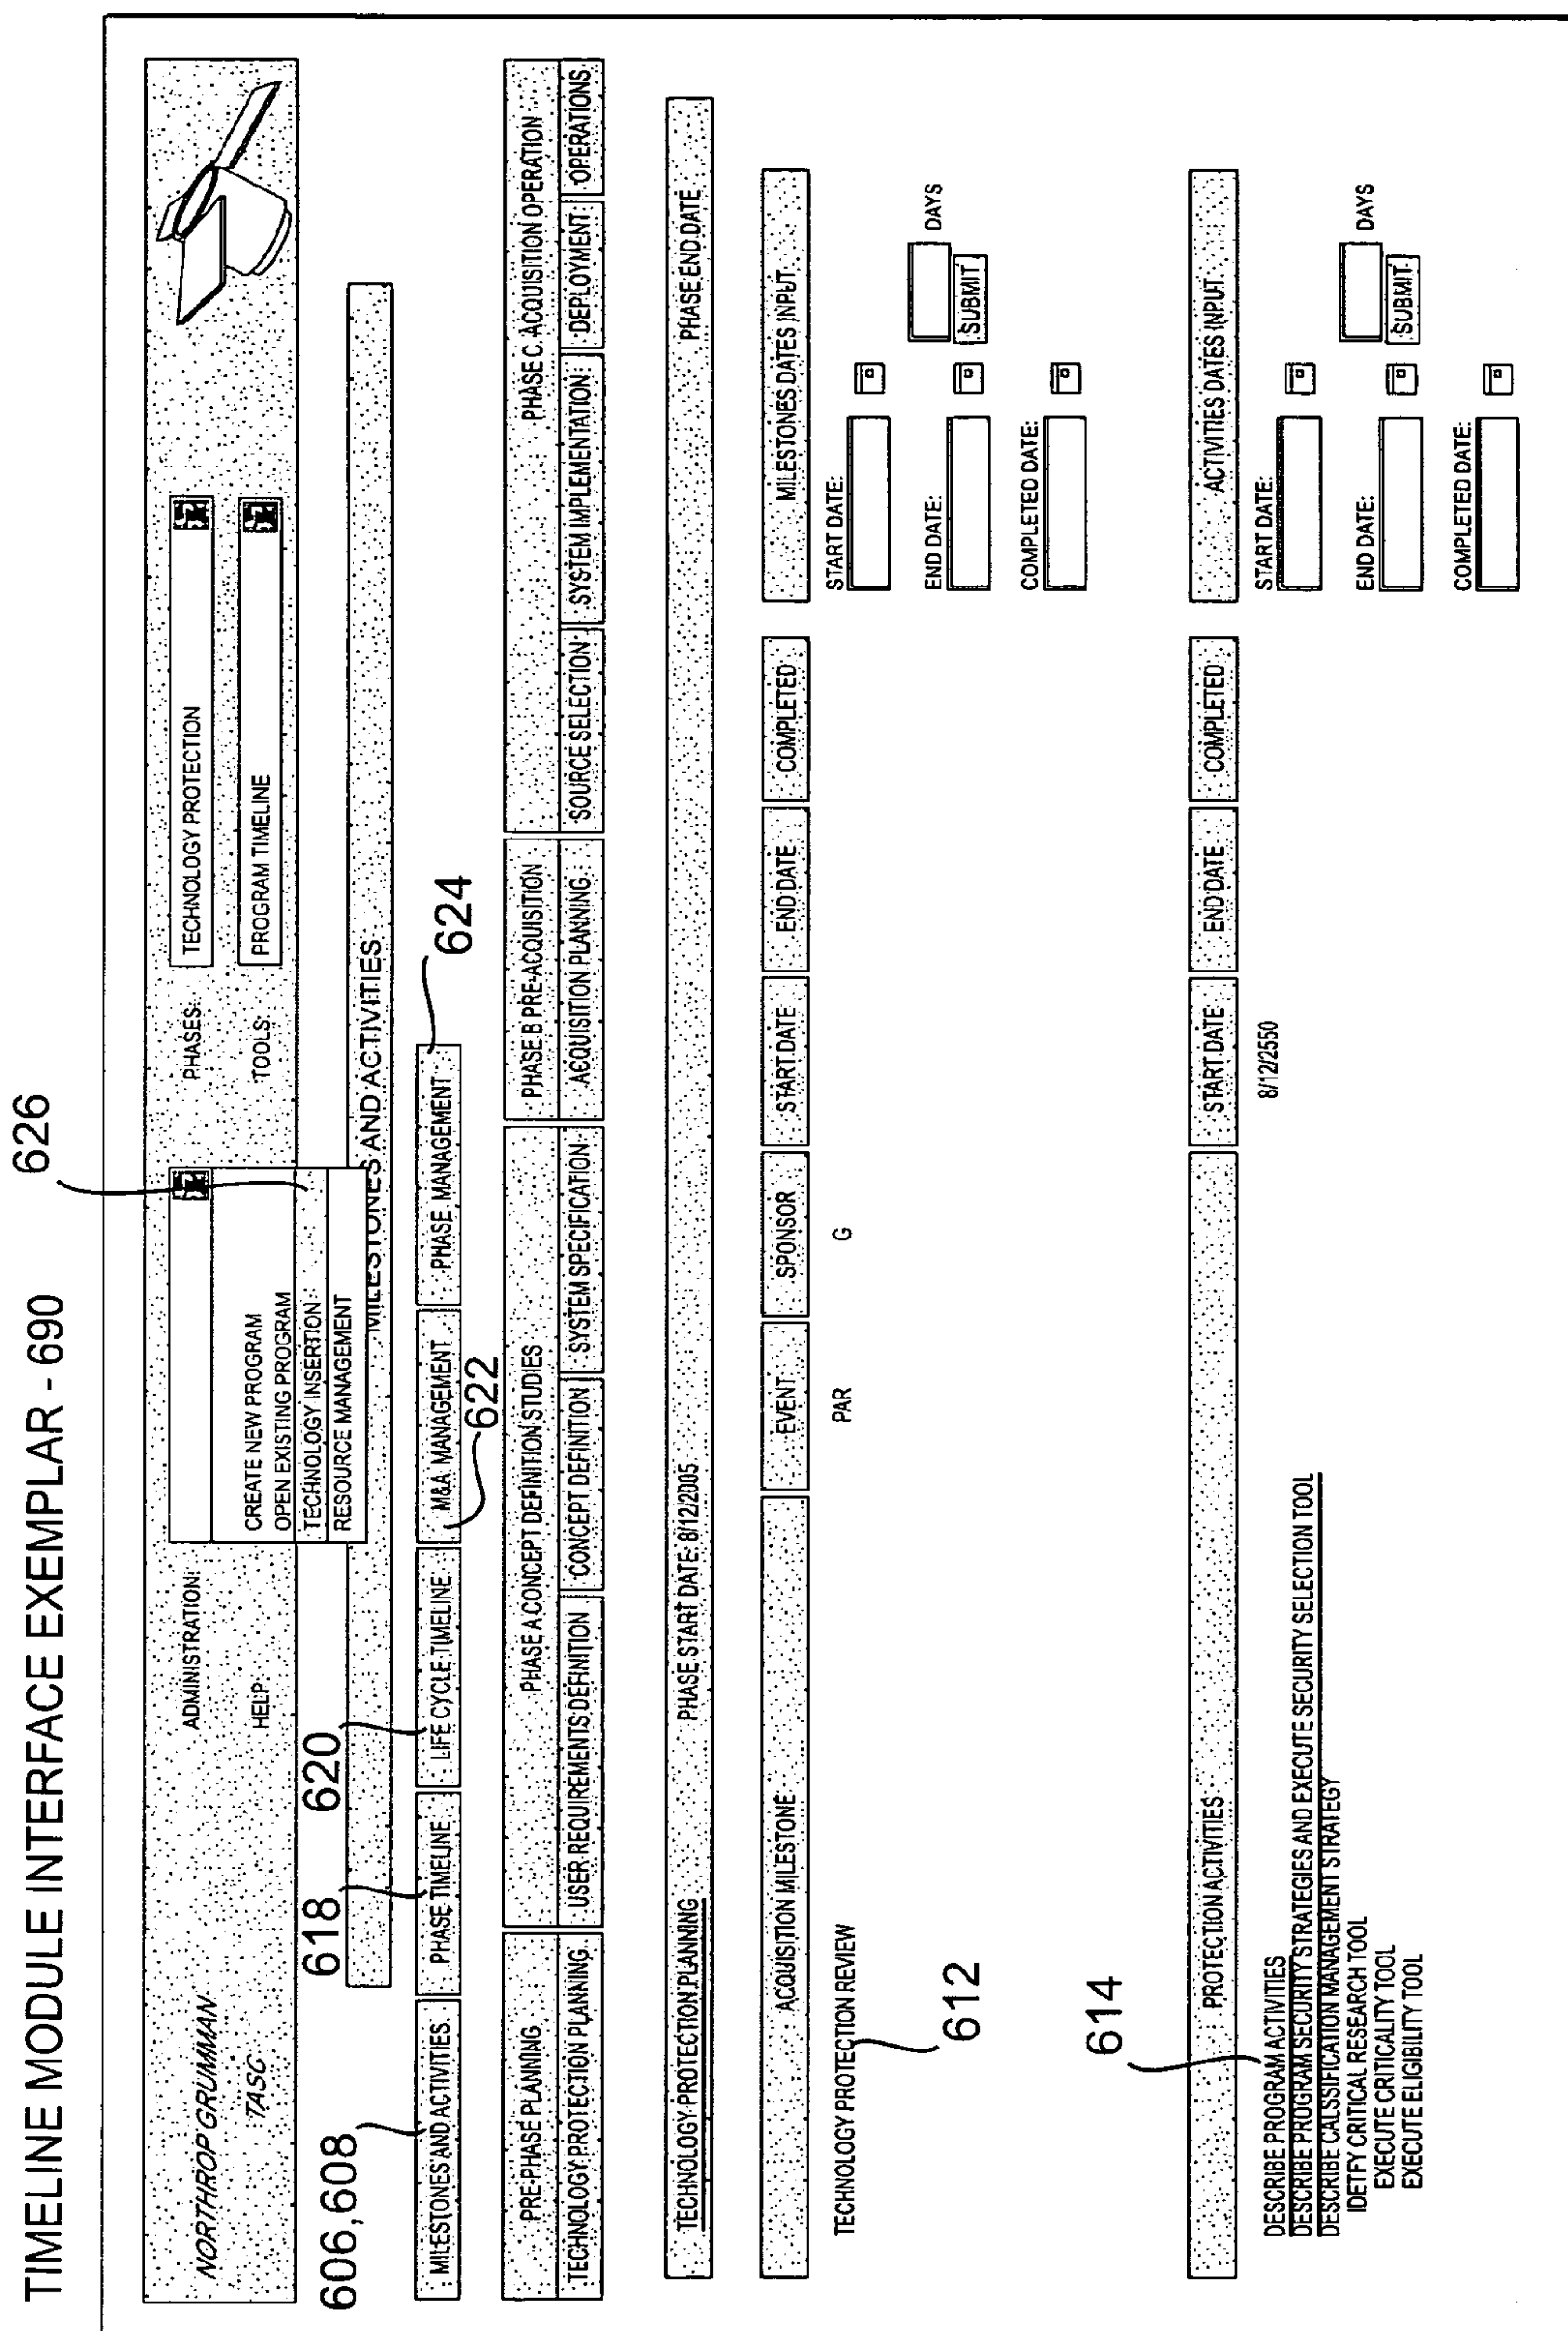 TIMELINE MODULE INTERFACE EXEMPLAR - 690
626
NORTHROP GRUMMAN
TASC
ADMINISTRATION:
HELP:
CREATE NEW PROGRAM
OPEN EXISTING PROGRAM
TECHNOLOGY INSERTION
RESOURCE MANAGEMENT
PHASES:
TECHNOLOGY PROTECTION
TOOLS:
PROGRAM TIMELINE
MILESTONES AND ACTIVITIES
606,608
618
620
622
624
MILESTONES AND ACTIVITIES
PHASE TIMELINE
LIFE CYCLE TIMELINE
M&A MANAGEMENT
PHASE MANAGEMENT
PRE-PHASE PLANNING
PHASE A CONCEPT DEFINITION STUDIES
PHASE B PRE-ACQUISITION
PHASE C ACQUISITION OPERATION
TECHNOLOGY PROTECTION PLANNING
USER REQUIREMENTS DEFINITION
CONCEPT DEFINITION
SYSTEM SPECIFICATION
ACQUISITION PLANNING
SOURCE SELECTION
SYSTEM IMPLEMENTATION
DEPLOYMENT
OPERATIONS
TECHNOLOGY PROTECTION PLANNING
PHASE START DATE: 8/12/2005
PHASE END DATE
ACQUISITION MILESTONE
EVENT
SPONSOR
START DATE
END DATE
COMPLETED
MILESTONES DATES INPUT
TECHNOLOGY PROTECTION REVIEW
PAR
G
START DATE:
END DATE:
DAYS
SUBMIT
COMPLETED DATE:
612
614
PROTECTION ACTIVITIES
START DATE
END DATE
COMPLETED
ACTIVITIES DATES INPUT
DESCRIBE PROGRAM ACTIVITIES
DESCRIBE PROGRAM SECURITY STRATEGIES AND EXECUTE SECURITY SELECTION TOOL
DESCRIBE CALSSIFICATION MANAGEMENT STRATEGY
IDETFY CRITICAL RESEARCH TOOL
EXECUTE CRITICALITY TOOL
EXECUTE ELIGIBILITY TOOL
8/12/2550
START DATE:
END DATE:
DAYS
SUBMIT
COMPLETED DATE: